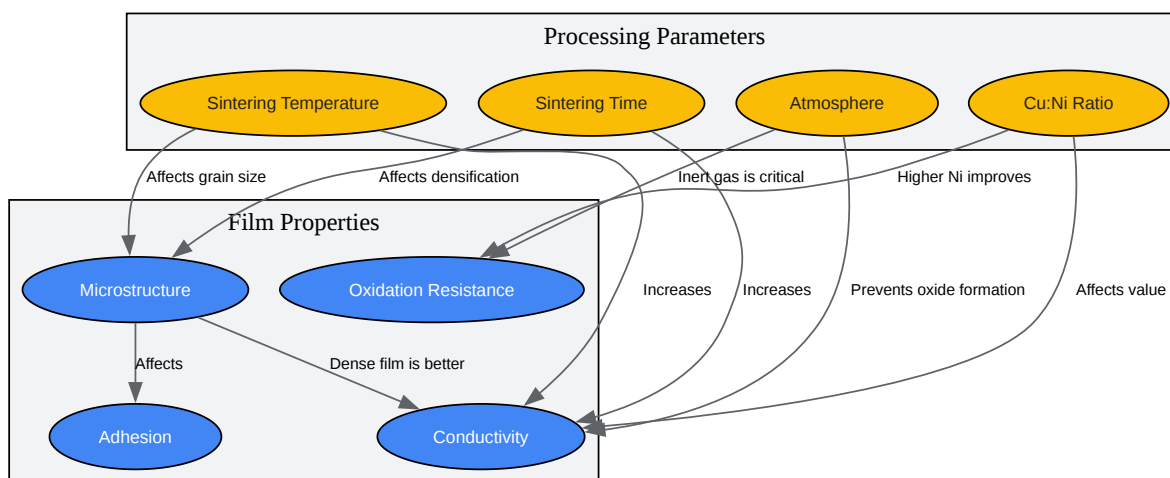 Processing Parameters
Sintering Temperature
Sintering Time
Atmosphere
Cu:Ni Ratio
Affects grain size
Affects densification
Inert gas is critical
Higher Ni improves
Film Properties
Microstructure
Oxidation Resistance
Increases
Increases
Prevents oxide formation
Affects value
Affects
Dense film is better
Adhesion
Conductivity